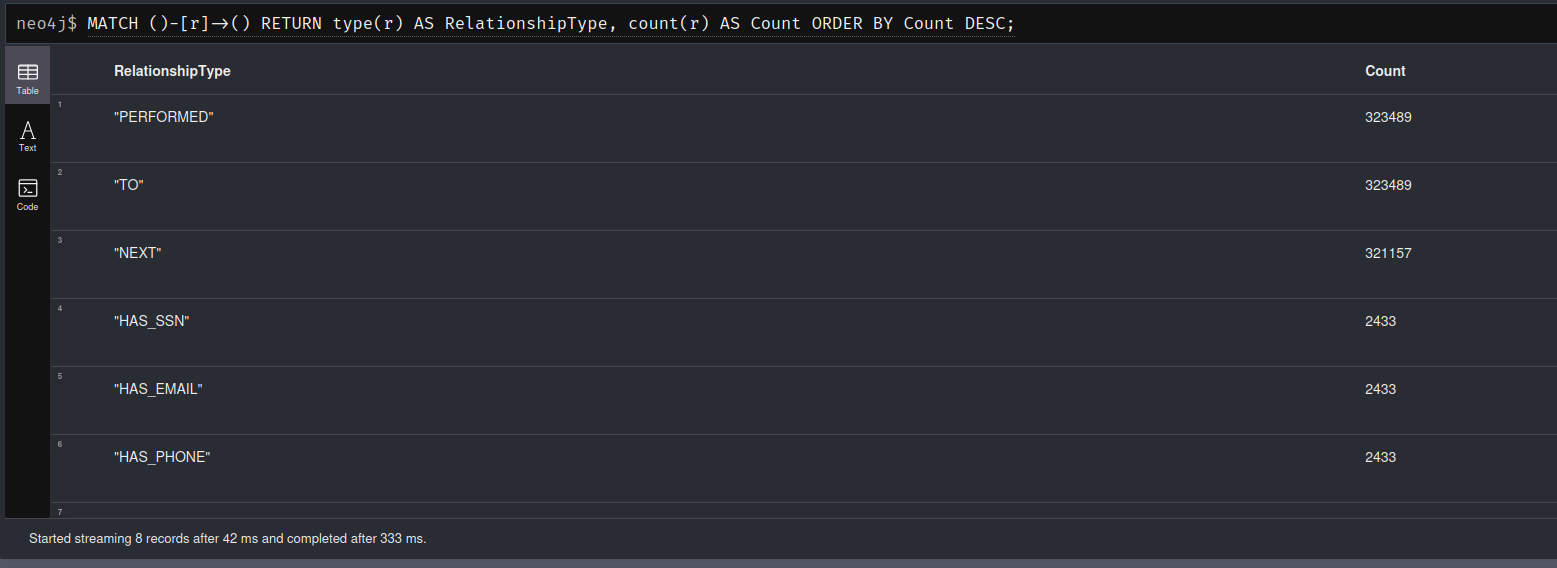 neo4j$ MATCH ()-[r]->() RETURN type(r) AS RelationshipType, count(r) AS Count ORDER BY Count DESC;
Table
Text
Code
RelationshipType Count
1 "PERFORMED" 323489
2 "TO" 323489
3 "NEXT" 321157
4 "HAS_SSN" 2433
5 "HAS_EMAIL" 2433
6 "HAS_PHONE" 2433
7
Started streaming 8 records after 42 ms and completed after 333 ms.